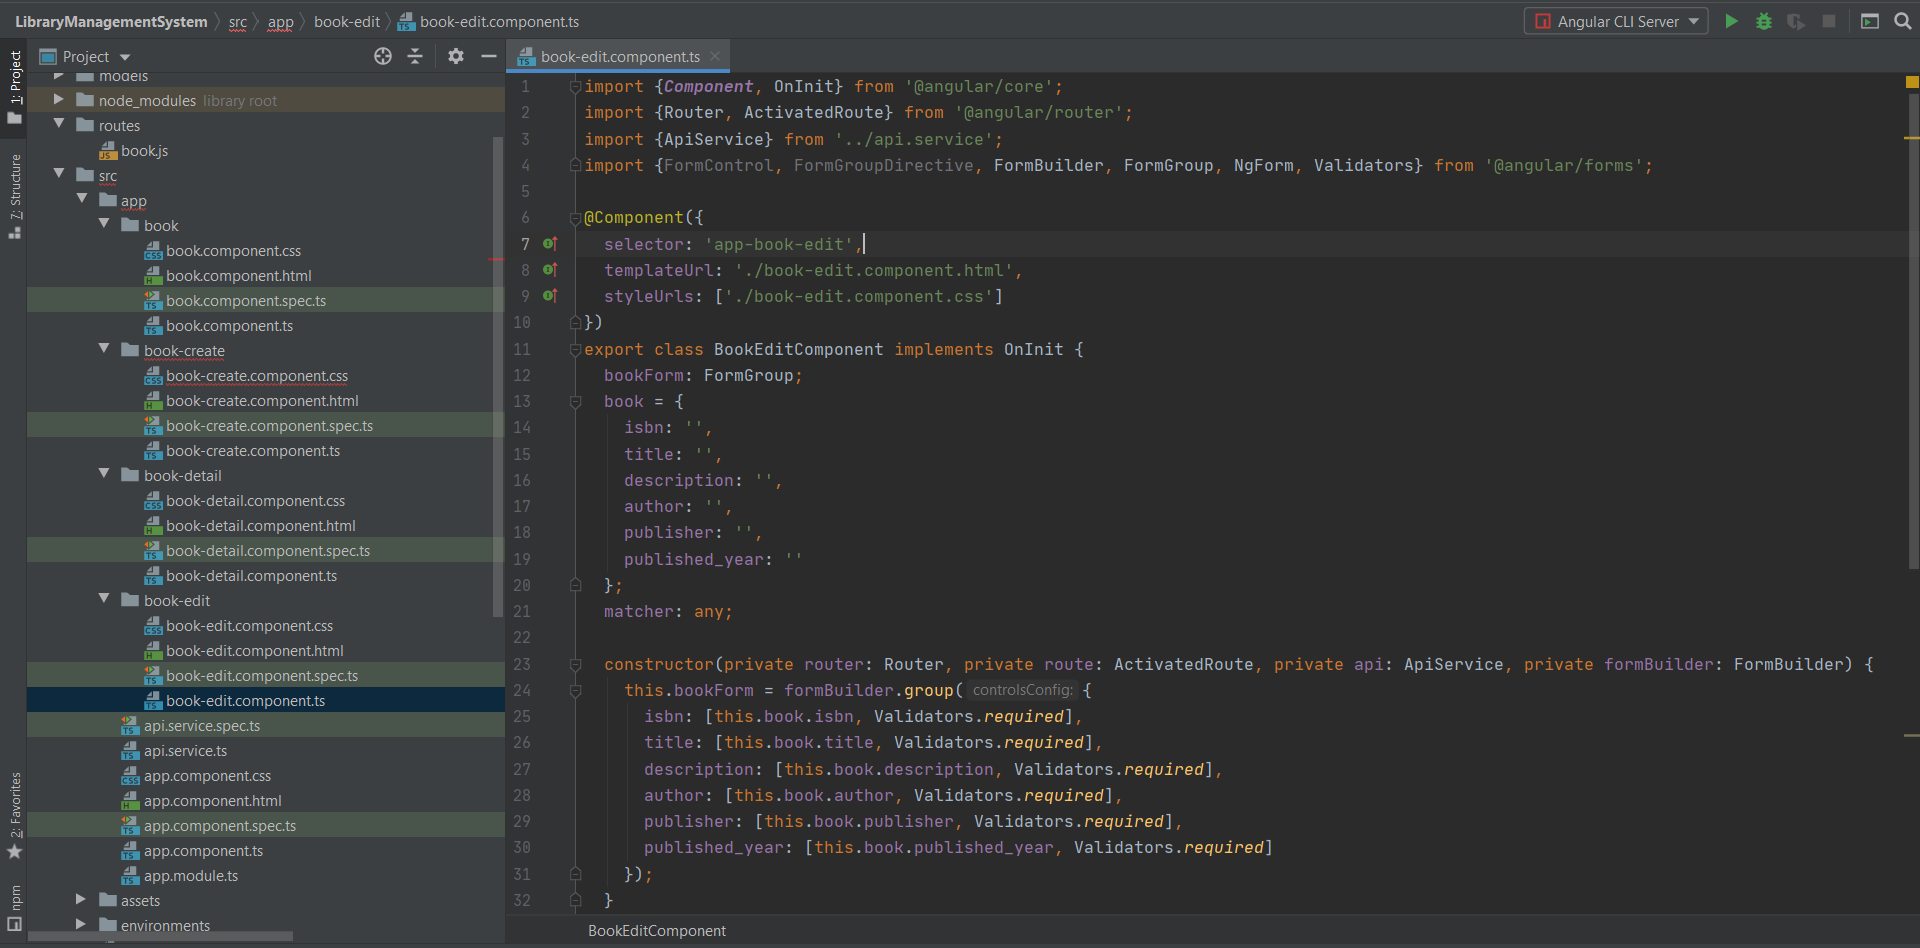 LibraryManagementSystem src app book-edit book-edit.component.ts
Angular CLI Server
1: Project
7: Structure
2: Favorites
npm
Project
models
node_modules library root
routes
book.js
src
app
book
book.component.css
book.component.html
book.component.spec.ts
book.component.ts
book-create
book-create.component.css
book-create.component.html
book-create.component.spec.ts
book-create.component.ts
book-detail
book-detail.component.css
book-detail.component.html
book-detail.component.spec.ts
book-detail.component.ts
book-edit
book-edit.component.css
book-edit.component.html
book-edit.component.spec.ts
book-edit.component.ts
api.service.spec.ts
api.service.ts
app.component.css
app.component.html
app.component.spec.ts
app.component.ts
app.module.ts
assets
environments
book-edit.component.ts
1 import {Component, OnInit} from '@angular/core';
2 import {Router, ActivatedRoute} from '@angular/router';
3 import {ApiService} from '../api.service';
4 import {FormControl, FormGroupDirective, FormBuilder, FormGroup, NgForm, Validators} from '@angular/forms';
5
6 @Component({
7 selector: 'app-book-edit',
8 templateUrl: './book-edit.component.html',
9 styleUrls: ['./book-edit.component.css']
10 })
11 export class BookEditComponent implements OnInit {
12 bookForm: FormGroup;
13 book = {
14 isbn: '',
15 title: '',
16 description: '',
17 author: '',
18 publisher: '',
19 published_year: ''
20 };
21 matcher: any;
22
23 constructor(private router: Router, private route: ActivatedRoute, private api: ApiService, private formBuilder: FormBuilder) {
24 this.bookForm = formBuilder.group( controlsConfig: {
25 isbn: [this.book.isbn, Validators.required],
26 title: [this.book.title, Validators.required],
27 description: [this.book.description, Validators.required],
28 author: [this.book.author, Validators.required],
29 publisher: [this.book.publisher, Validators.required],
30 published_year: [this.book.published_year, Validators.required]
31 });
32 }
BookEditComponent